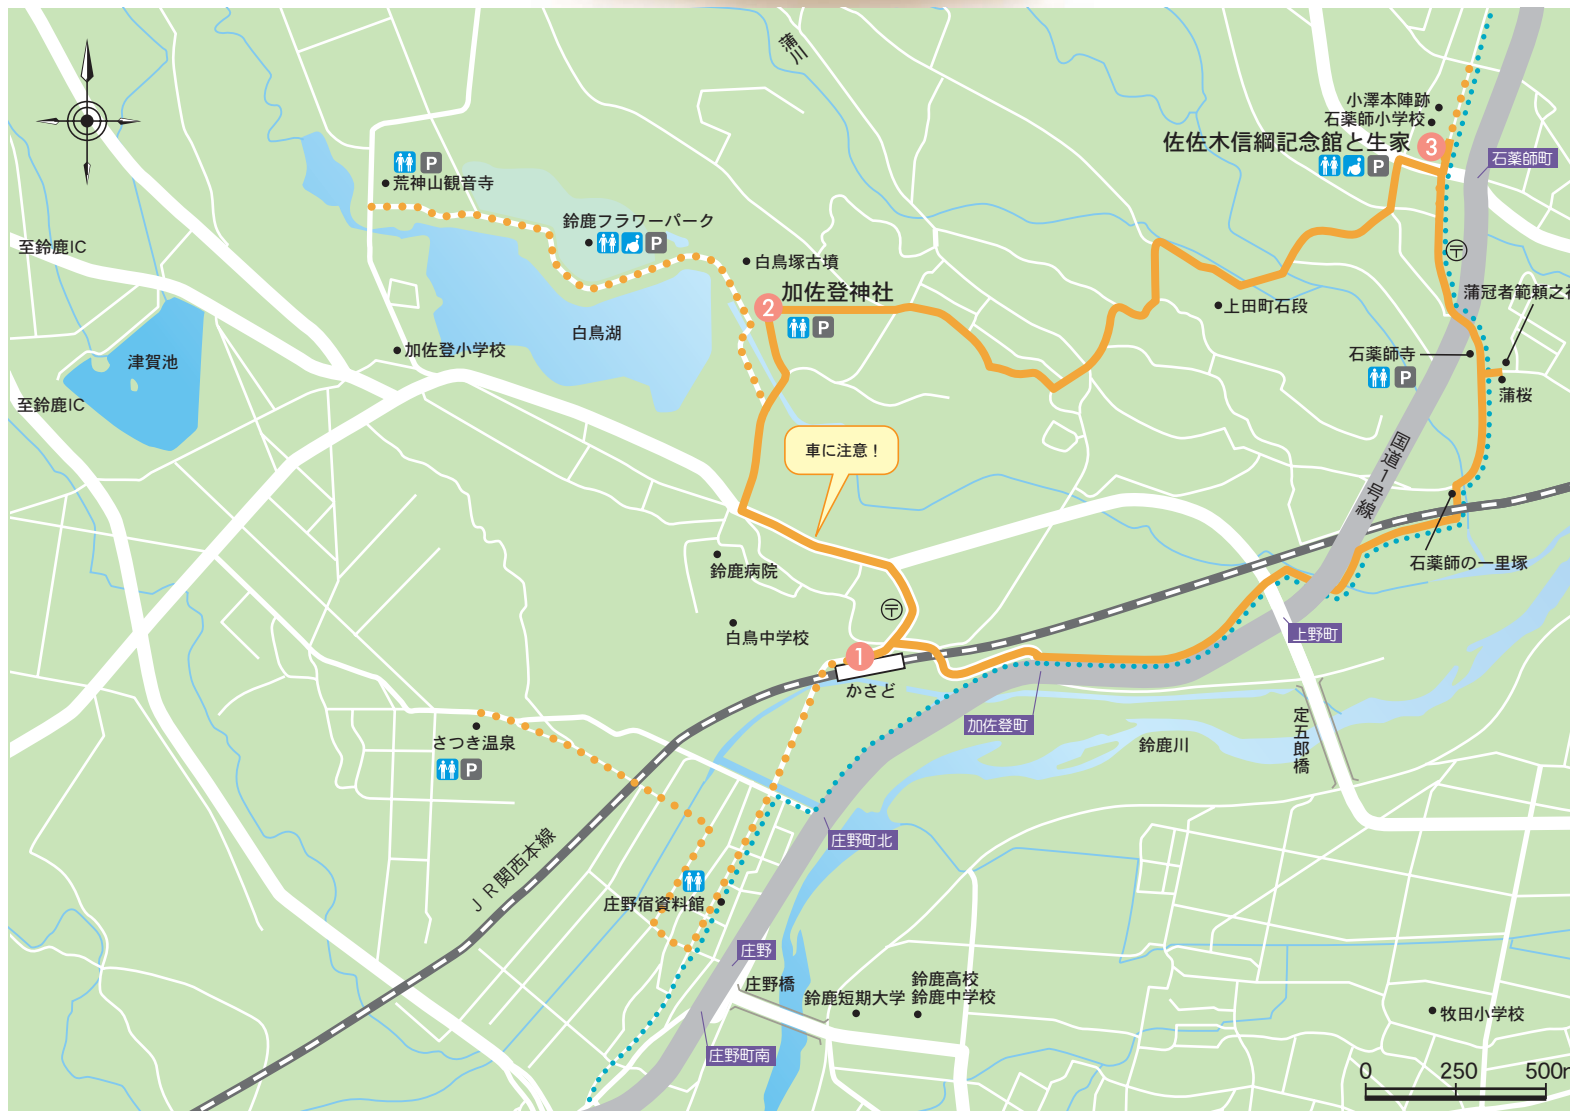 蒲川
小澤本陣跡
石薬師小学校
佐佐木信綱記念館と生家
3
P
石薬師町
P
荒神山観音寺
鈴鹿フラワーパーク
P
至鈴鹿IC
白鳥塚古墳
加佐登神社
2
P
〒
蒲冠者範頼之社
上田町石段
白鳥湖
加佐登小学校
津賀池
石薬師寺
P
蒲桜
至鈴鹿IC
車に注意！
国道1号線
石薬師の一里塚
鈴鹿病院
〒
白鳥中学校
上野町
1
かさど
加佐登町
鈴鹿川
定五郎橋
さつき温泉
P
庄野町北
JR関西本線
庄野宿資料館
庄野
庄野橋
鈴鹿短期大学
鈴鹿高校
鈴鹿中学校
牧田小学校
庄野町南
0 250 500m